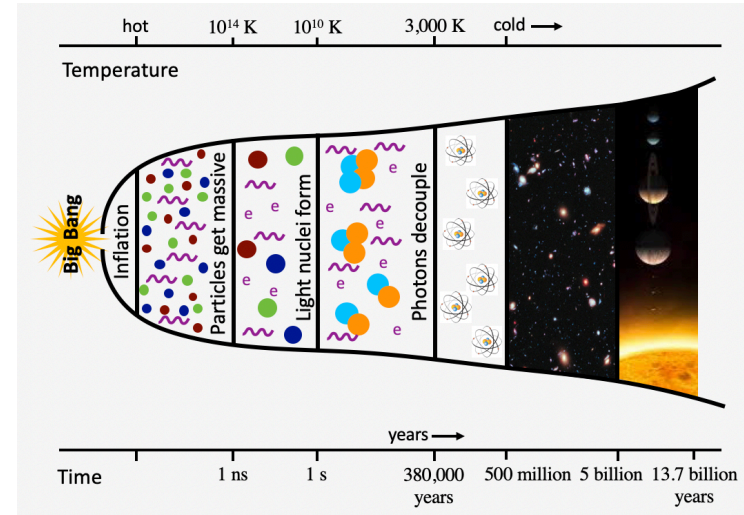 hot 10¹⁴ K 10¹⁰ K 3,000 K cold
Temperature
Big Bang
Inflation
Particles get massive
e
e
e
e
Light nuclei form
e
e
e
e
e
Photons decouple
years
Time 1 ns 1 s 380,000 500 million 5 billion 13.7 billion
years years